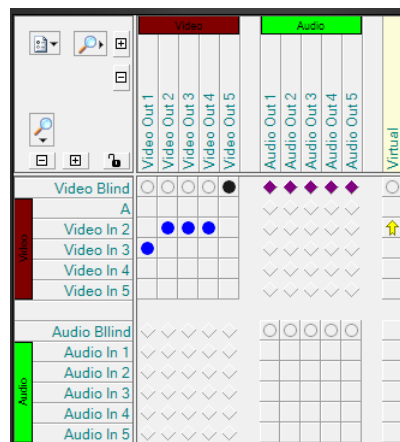 Video
Audio
Video Out 1
Video Out 2
Video Out 3
Video Out 4
Video Out 5
Audio Out 1
Audio Out 2
Audio Out 3
Audio Out 4
Audio Out 5
Virtual
Video Blind
A
Video In 2
Video In 3
Video In 4
Video In 5
Video
Audio Bllind
Audio In 1
Audio In 2
Audio In 3
Audio In 4
Audio In 5
Audio